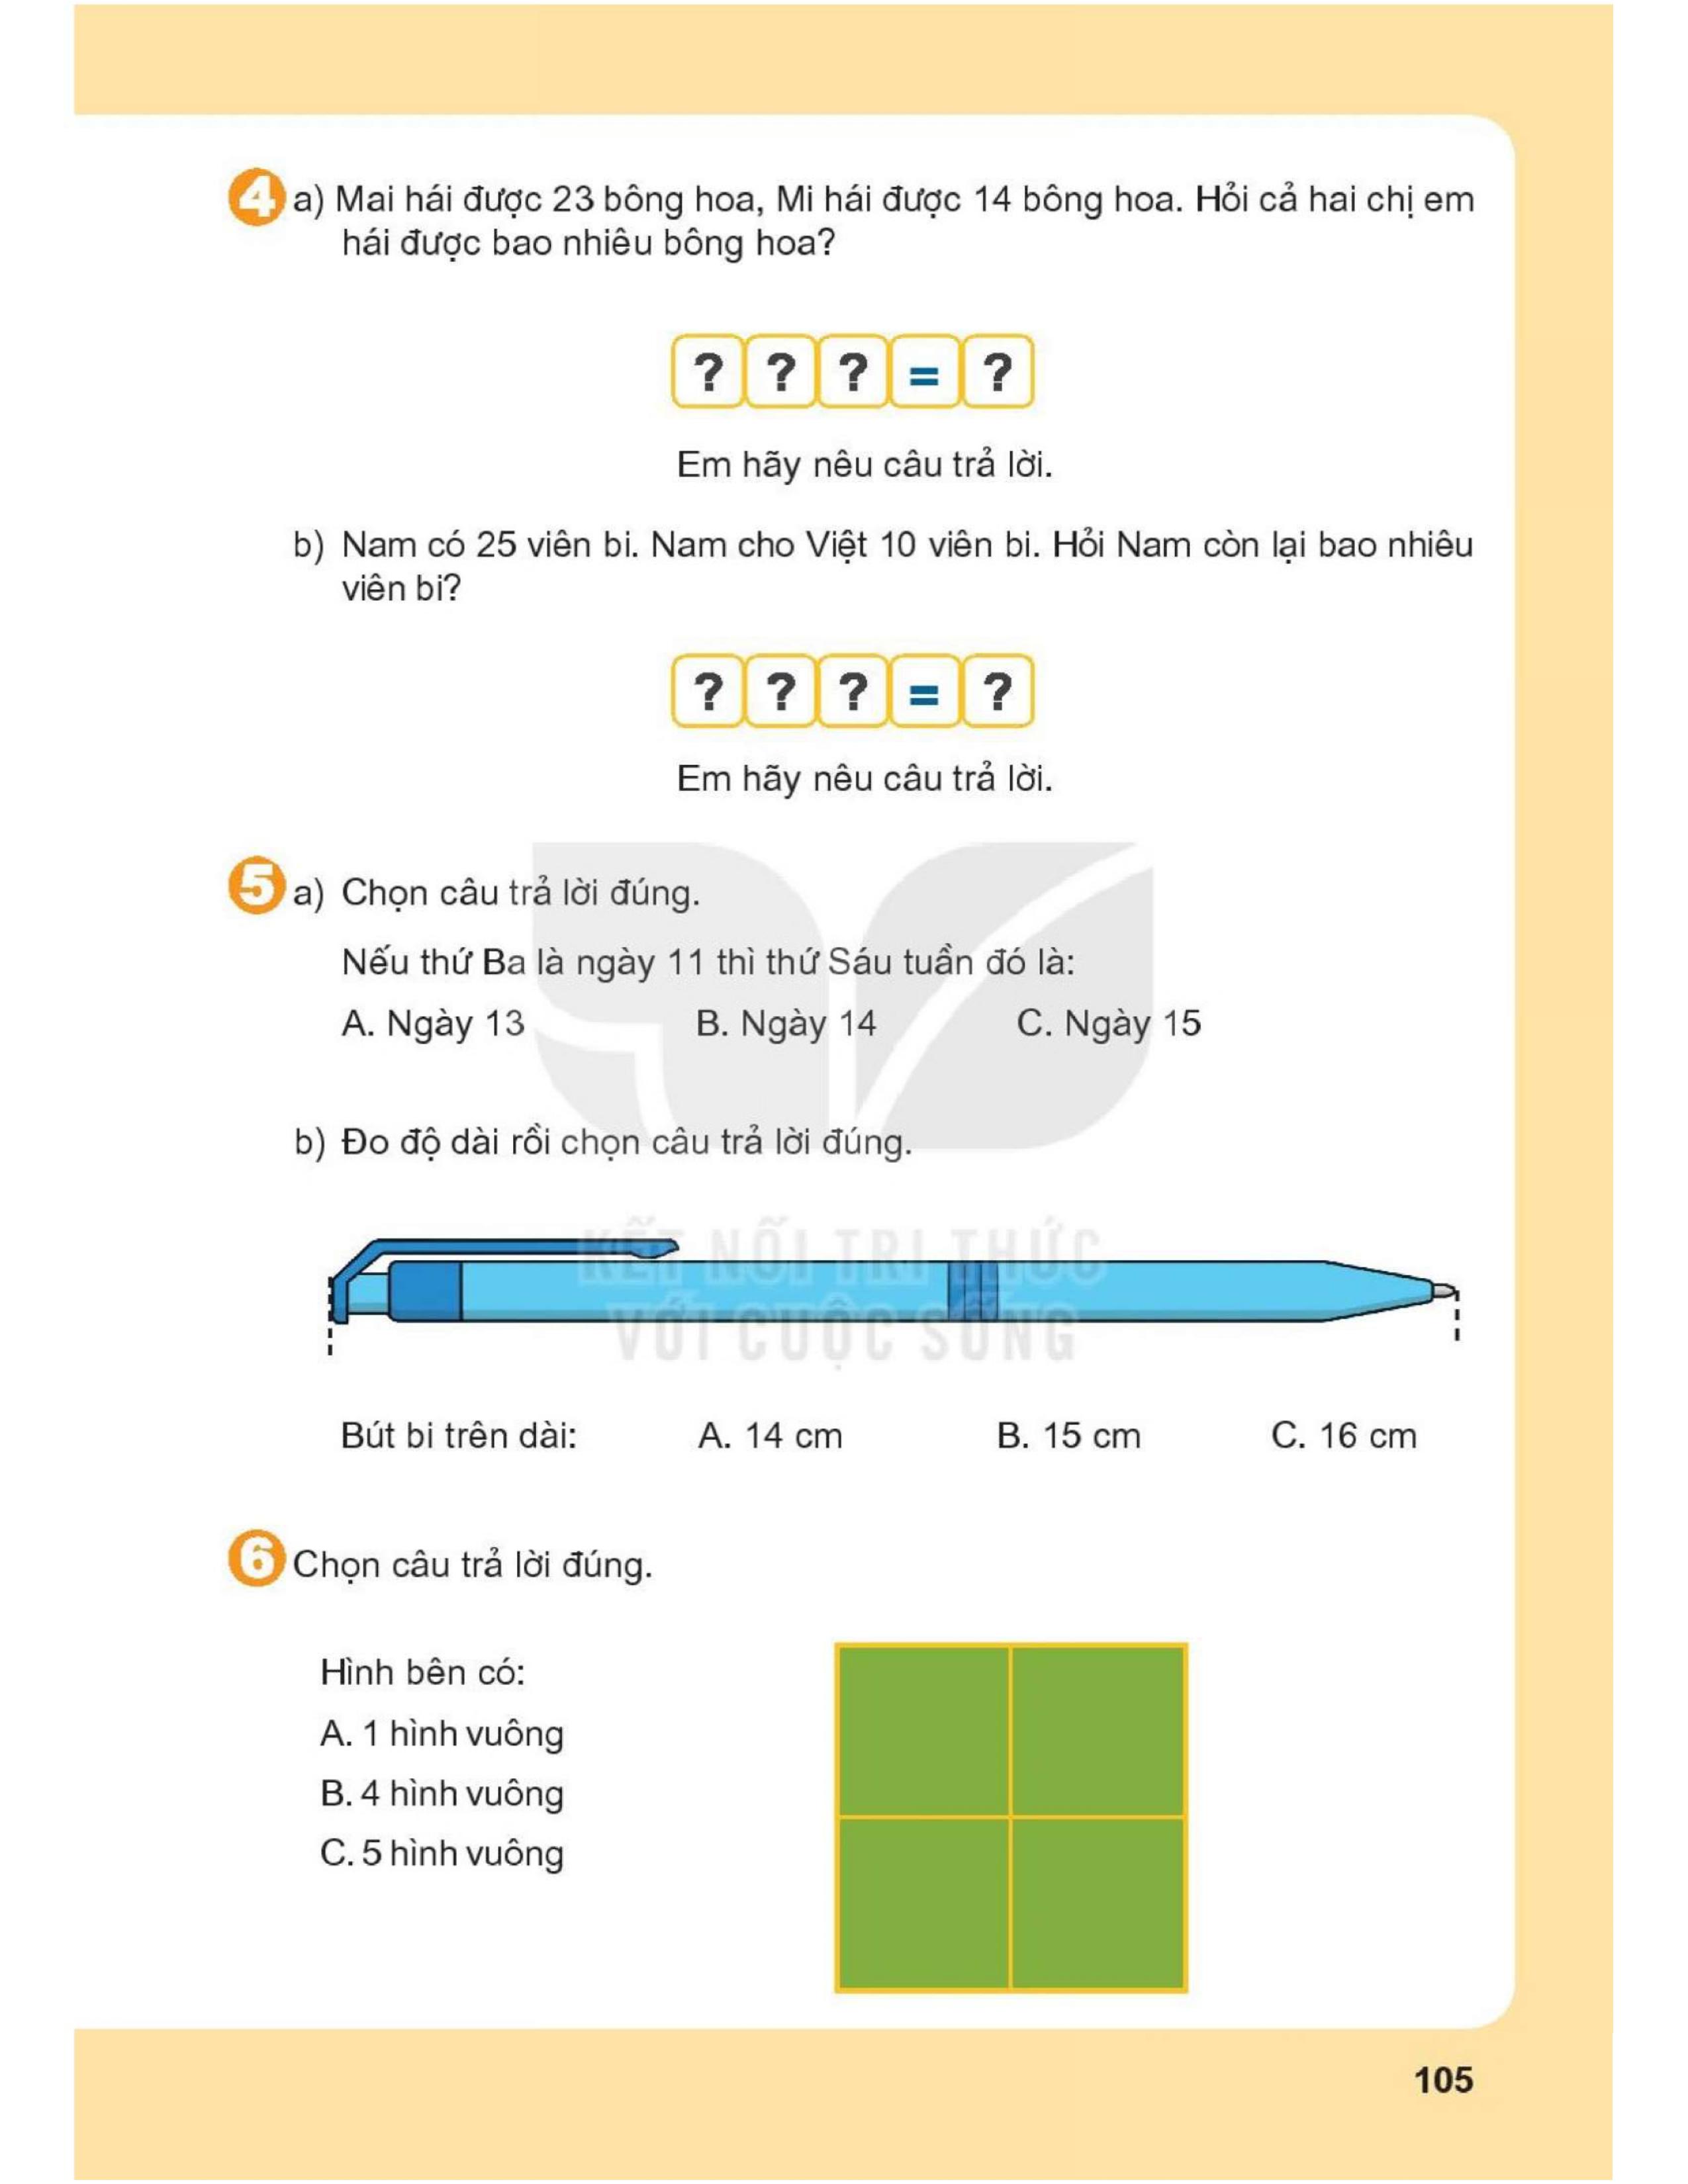 4 a) Mai hái được 23 bông hoa, Mi hái được 14 bông hoa. Hỏi cả hai chị em
hái được bao nhiêu bông hoa?
? ? ? = ?
Em hãy nêu câu trả lời.
b) Nam có 25 viên bi. Nam cho Việt 10 viên bi. Hỏi Nam còn lại bao nhiêu
viên bi?
? ? ? = ?
Em hãy nêu câu trả lời.
5 a) Chọn câu trả lời đúng.
Nếu thứ Ba là ngày 11 thì thứ Sáu tuần đó là:
A. Ngày 13 B. Ngày 14 C. Ngày 15
b) Đo độ dài rồi chọn câu trả lời đúng.
KẾT NỐI TRI THỨC
VỚI CUỘC SỐNG
Bút bi trên dài: A. 14 cm B. 15 cm C. 16 cm
6 Chọn câu trả lời đúng.
Hình bên có:
A. 1 hình vuông
B. 4 hình vuông
C. 5 hình vuông
105